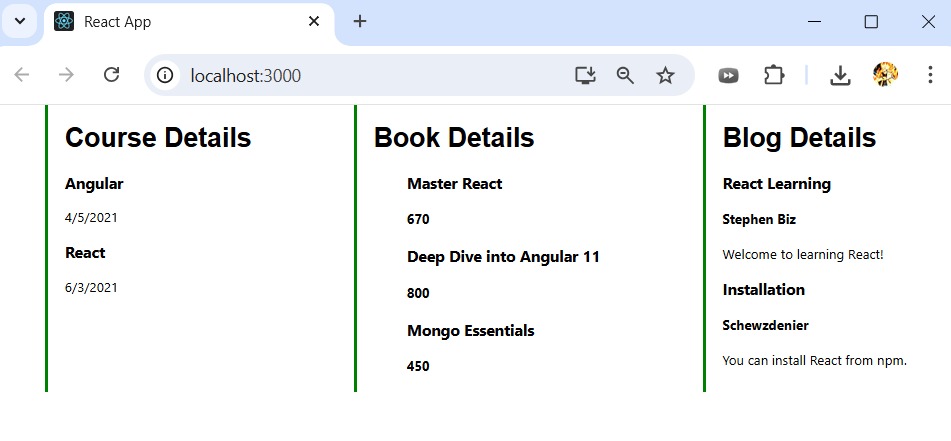 React App
localhost:3000
Course Details
Angular
4/5/2021
React
6/3/2021
Book Details
Master React
670
Deep Dive into Angular 11
800
Mongo Essentials
450
Blog Details
React Learning
Stephen Biz
Welcome to learning React!
Installation
Schewzdenier
You can install React from npm.